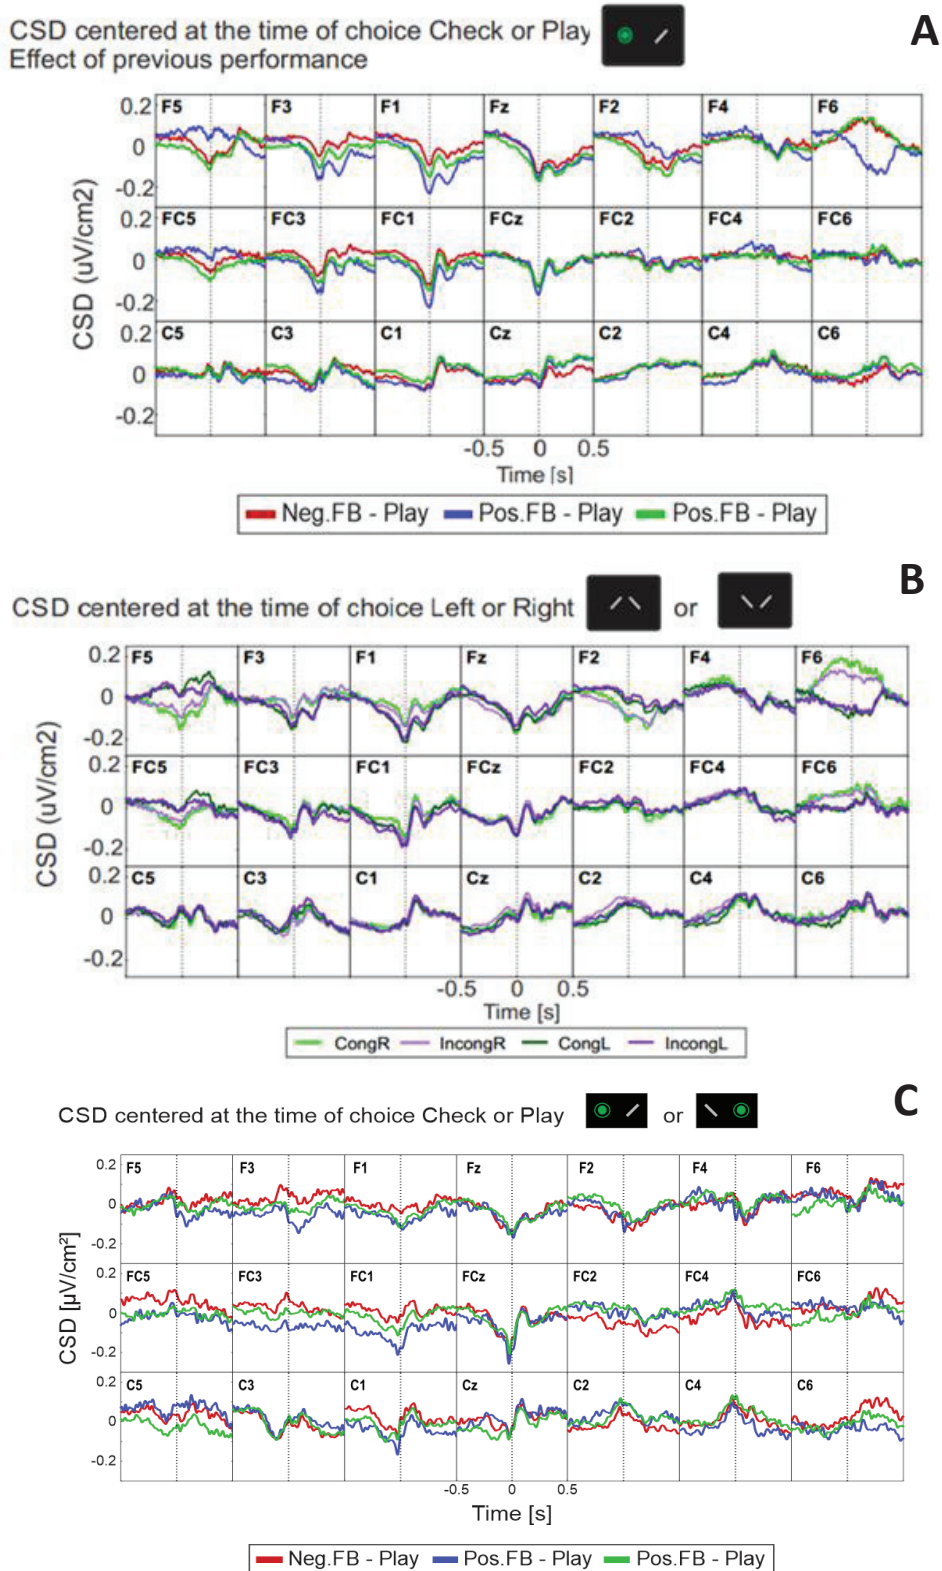 A
CSD centered at the time of choice Check or Play
Effect of previous performance
CSD (uV/cm2)
0.2
0
-0.2
F5 F3 F1 Fz F2 F4 F6
0.2
0
-0.2
FC5 FC3 FC1 FCz FC2 FC4 FC6
0.2
0
-0.2
C5 C3 C1 Cz C2 C4 C6
-0.5 0 0.5
Time [s]
Neg.FB - Play Pos.FB - Play Pos.FB - Play
B
CSD centered at the time of choice Left or Right or
CSD (uV/cm2)
0.2
0
-0.2
F5 F3 F1 Fz F2 F4 F6
0.2
0
-0.2
FC5 FC3 FC1 FCz FC2 FC4 FC6
0.2
0
-0.2
C5 C3 C1 Cz C2 C4 C6
-0.5 0 0.5
Time [s]
CongR IncongR CongL IncongL
C
CSD centered at the time of choice Check or Play or
CSD [µV/cm²]
0.2
0
-0.2
F5 F3 F1 Fz F2 F4 F6
0.2
0
-0.2
FC5 FC3 FC1 FCz FC2 FC4 FC6
0.2
0
-0.2
C5 C3 C1 Cz C2 C4 C6
-0.5 0 0.5
Time [s]
Neg.FB - Play Pos.FB - Play Pos.FB - Play